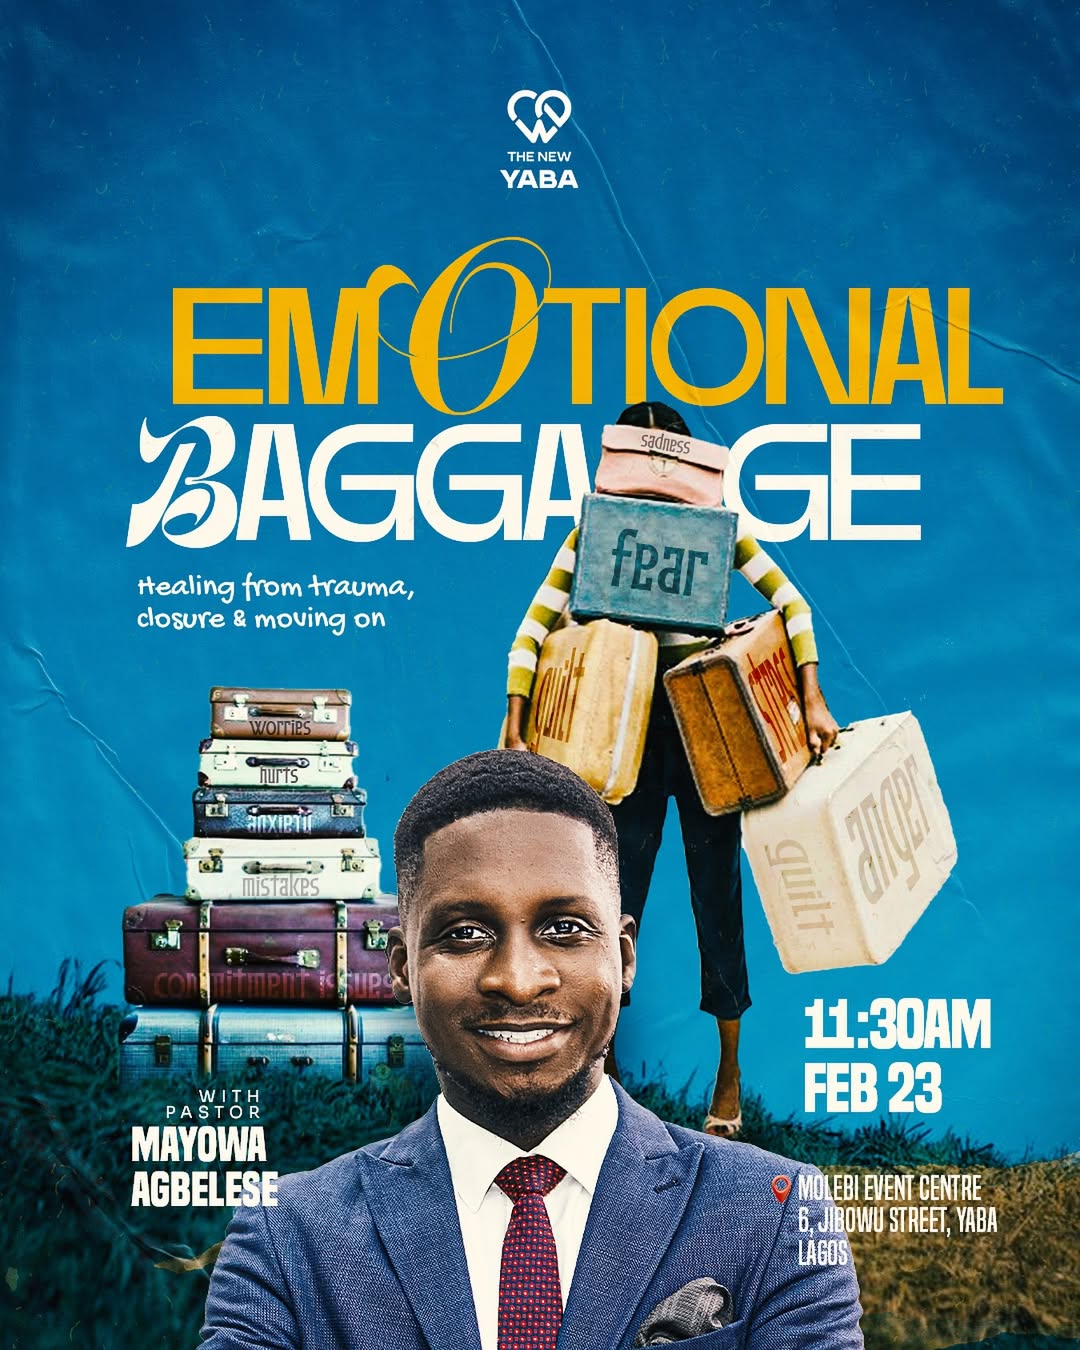 THE NEW
YABA
EMOTIONAL
BAGGAGE
Healing from trauma,
closure & moving on
sadness
fear
guilt
stress
anger
guilt
worries
hurts
anxiety
mistakes
commitment issues
11:30AM
FEB 23
WITH
PASTOR
MAYOWA
AGBELESE
MOLEBI EVENT CENTRE
6, JIBOWU STREET, YABA
LAGOS